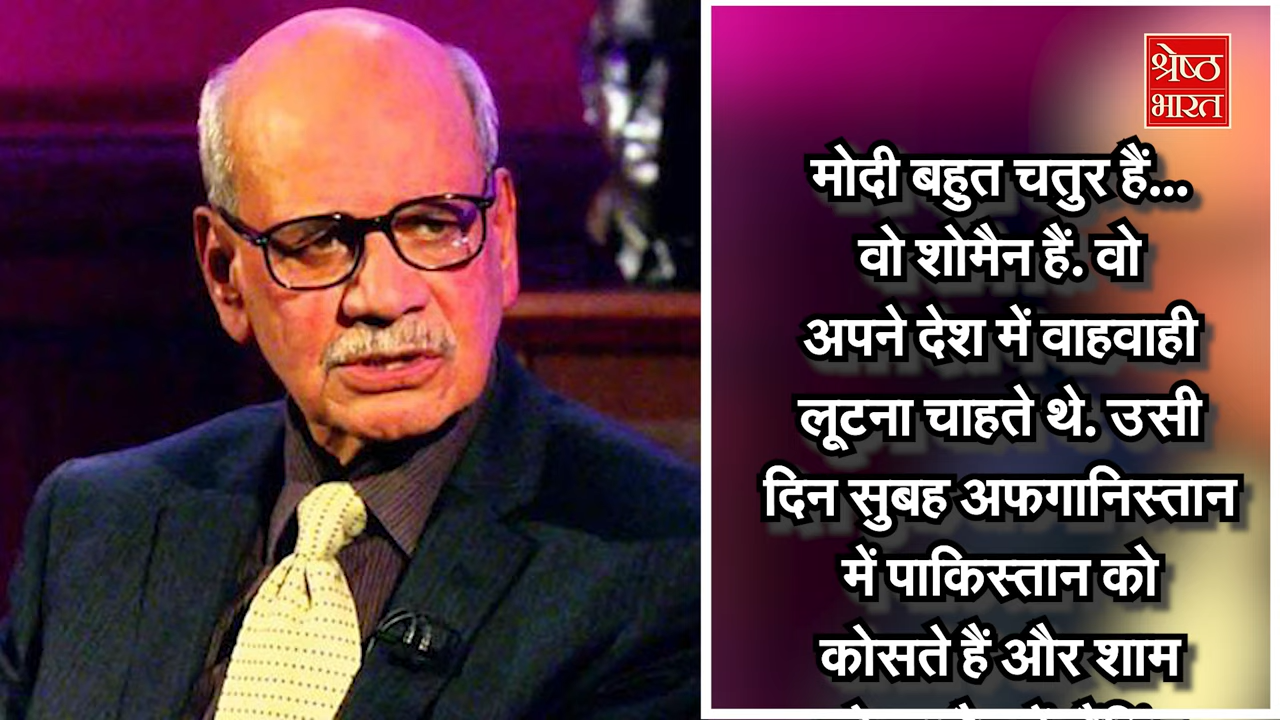 श्रेष्ठ
भारत
मोदी बहुत चतुर हैं...
वो शोमैन हैं. वो
अपने देश में वाहवाही
लूटना चाहते थे. उसी
दिन सुबह अफगानिस्तान
में पाकिस्तान को
कोसते हैं और शाम